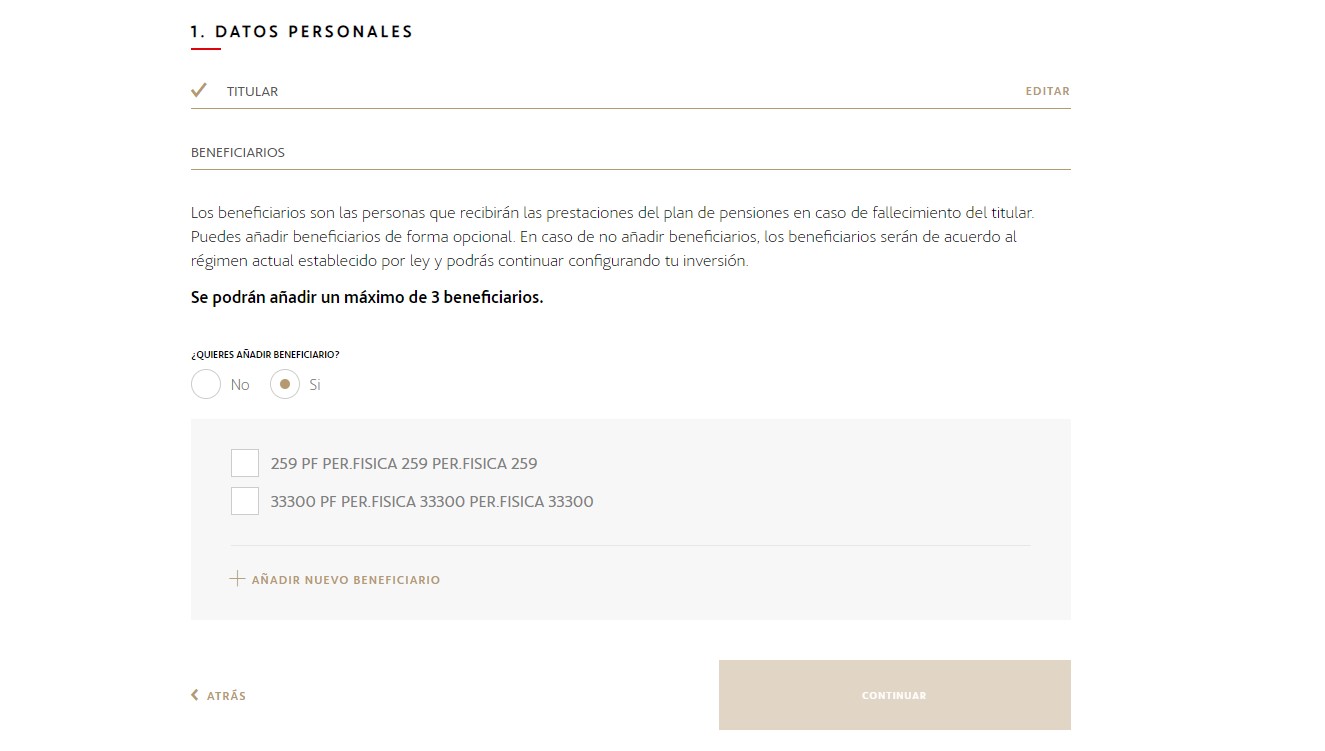 1. DATOS PERSONALES
TITULAR
EDITAR
BENEFICIARIOS
Los beneficiarios son las personas que recibirán las prestaciones del plan de pensiones en caso de fallecimiento del titular.
Puedes añadir beneficiarios de forma opcional. En caso de no añadir beneficiarios, los beneficiarios serán de acuerdo al
régimen actual establecido por ley y podrás continuar configurando tu inversión.
Se podrán añadir un máximo de 3 beneficiarios.
¿QUIERES AÑADIR BENEFICIARIO?
No Si
259 PF PER.FISICA 259 PER.FISICA 259
33300 PF PER.FISICA 33300 PER.FISICA 33300
AÑADIR NUEVO BENEFICIARIO
ATRÁS
CONTINUAR